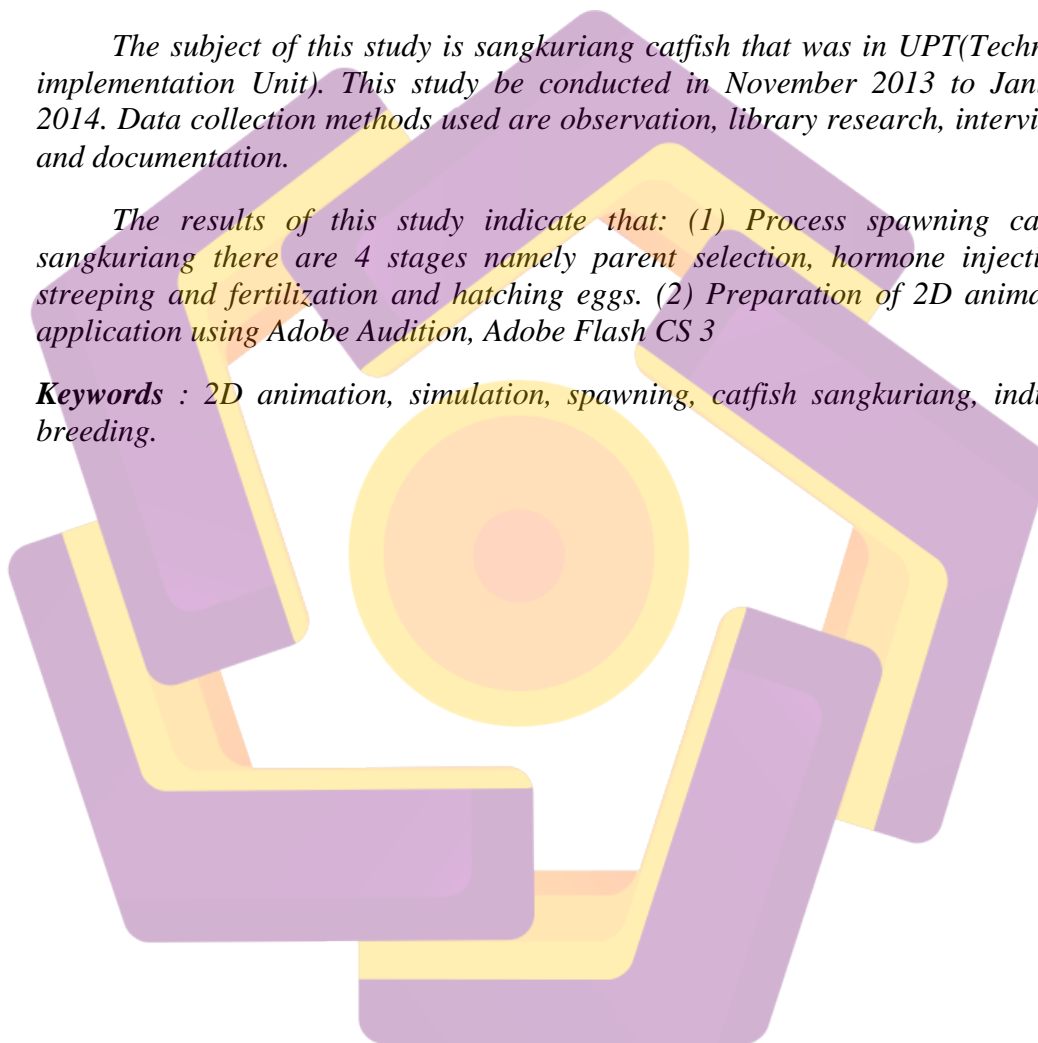 The subject of this study is sangkuriang catfish that was in UPT(Techn
implementation Unit). This study be conducted in November 2013 to Jan
2014. Data collection methods used are observation, library research, intervi
and documentation.
The results of this study indicate that: (1) Process spawning ca
sangkuriang there are 4 stages namely parent selection, hormone injecti
streeping and fertilization and hatching eggs. (2) Preparation of 2D anima
application using Adobe Audition, Adobe Flash CS 3
Keywords : 2D animation, simulation, spawning, catfish sangkuriang, indu
breeding.